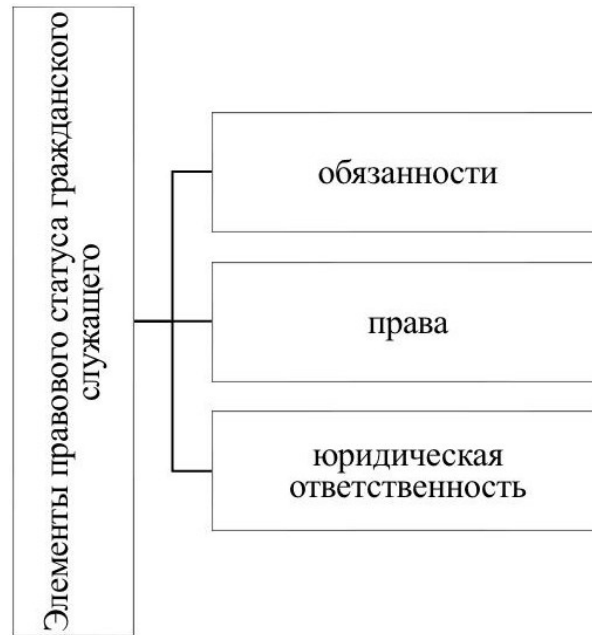 Элементы правового статуса гражданского
служащего
обязанности
права
юридическая
ответственность